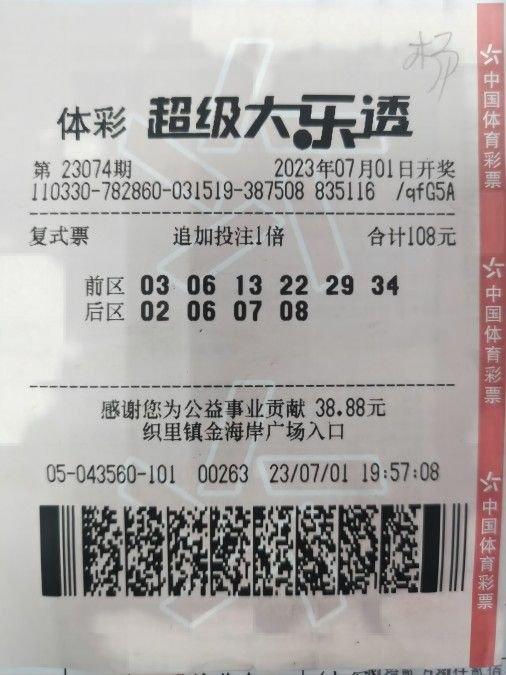 杨
体彩 超级大乐透
第 23074期 2023年07月01日开奖
110330-782860-031519-387508 835116 /qfG5A
复式票 追加投注1倍 合计108元
前区 03 06 13 22 29 34
后区 02 06 07 08
感谢您为公益事业贡献 38.88元
织里镇金海岸广场入口
05-043560-101 00263 23/07/01 19:57:08
中国体育彩票
中国体育彩票
中国体育彩票